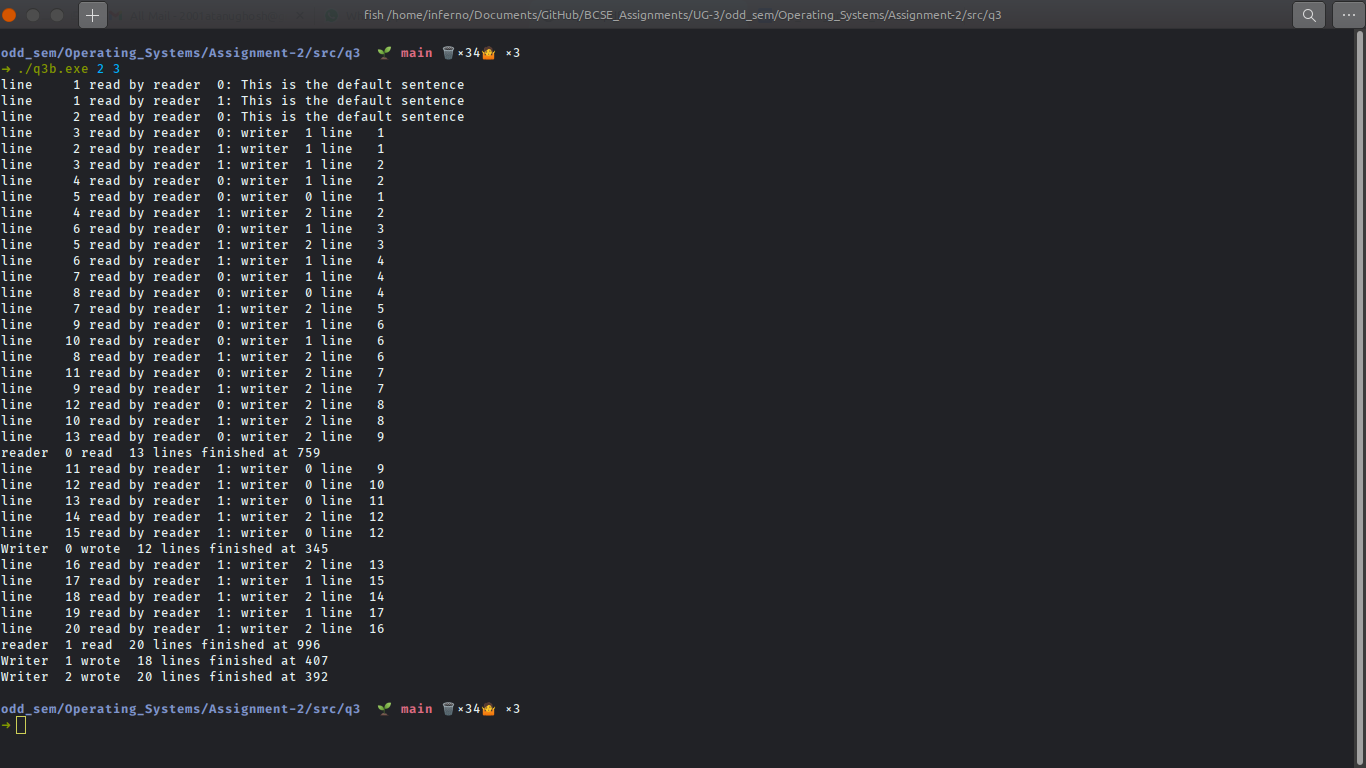 fish /home/inferno/Documents/GitHub/BCSE_Assignments/UG-3/odd_sem/Operating_Systems/Assignment-2/src/q3
odd_sem/Operating_Systems/Assignment-2/src/q3  🌱 main 🗑️×34🤷 ×3
➜ ./q3b.exe 2 3
line     1 read by reader  0: This is the default sentence
line     1 read by reader  1: This is the default sentence
line     2 read by reader  0: This is the default sentence
line     3 read by reader  0: writer  1 line   1
line     2 read by reader  1: writer  1 line   1
line     3 read by reader  1: writer  1 line   2
line     4 read by reader  0: writer  1 line   2
line     5 read by reader  0: writer  0 line   1
line     4 read by reader  1: writer  2 line   2
line     6 read by reader  0: writer  1 line   3
line     5 read by reader  1: writer  2 line   3
line     6 read by reader  1: writer  1 line   4
line     7 read by reader  0: writer  1 line   4
line     8 read by reader  0: writer  0 line   4
line     7 read by reader  1: writer  2 line   5
line     9 read by reader  0: writer  1 line   6
line    10 read by reader  0: writer  1 line   6
line     8 read by reader  1: writer  2 line   6
line    11 read by reader  0: writer  2 line   7
line     9 read by reader  1: writer  2 line   7
line    12 read by reader  0: writer  2 line   8
line    10 read by reader  1: writer  2 line   8
line    13 read by reader  0: writer  2 line   9
reader  0 read  13 lines finished at 759
line    11 read by reader  1: writer  0 line   9
line    12 read by reader  1: writer  0 line  10
line    13 read by reader  1: writer  0 line  11
line    14 read by reader  1: writer  2 line  12
line    15 read by reader  1: writer  0 line  12
Writer  0 wrote  12 lines finished at 345
line    16 read by reader  1: writer  2 line  13
line    17 read by reader  1: writer  1 line  15
line    18 read by reader  1: writer  2 line  14
line    19 read by reader  1: writer  1 line  17
line    20 read by reader  1: writer  2 line  16
reader  1 read  20 lines finished at 996
Writer  1 wrote  18 lines finished at 407
Writer  2 wrote  20 lines finished at 392
odd_sem/Operating_Systems/Assignment-2/src/q3  🌱 main 🗑️×34🤷 ×3
➜